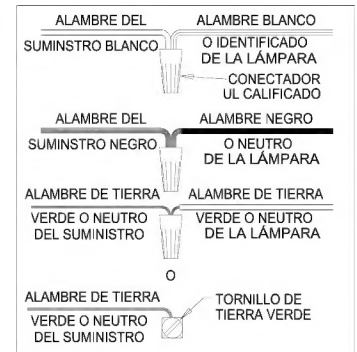 ALAMBRE DEL ALAMBRE BLANCO
SUMINSTRO BLANCO O IDENTIFICADO
DE LA LÁMPARA
CONECTADOR
UL CALIFICADO
ALAMBRE DEL ALAMBRE NEGRO
SUMINSTRO NEGRO O NEUTRO
DE LA LÁMPARA
ALAMBRE DE TIERRA ALAMBRE DE TIERRA
VERDE O NEUTRO VERDE O NEUTRO
DEL SUMINISTRO DE LA LÁMPARA
O
ALAMBRE DE TIERRA TORNILLO DE
TIERRA VERDE
VERDE O NEUTRO
DEL SUMINISTRO